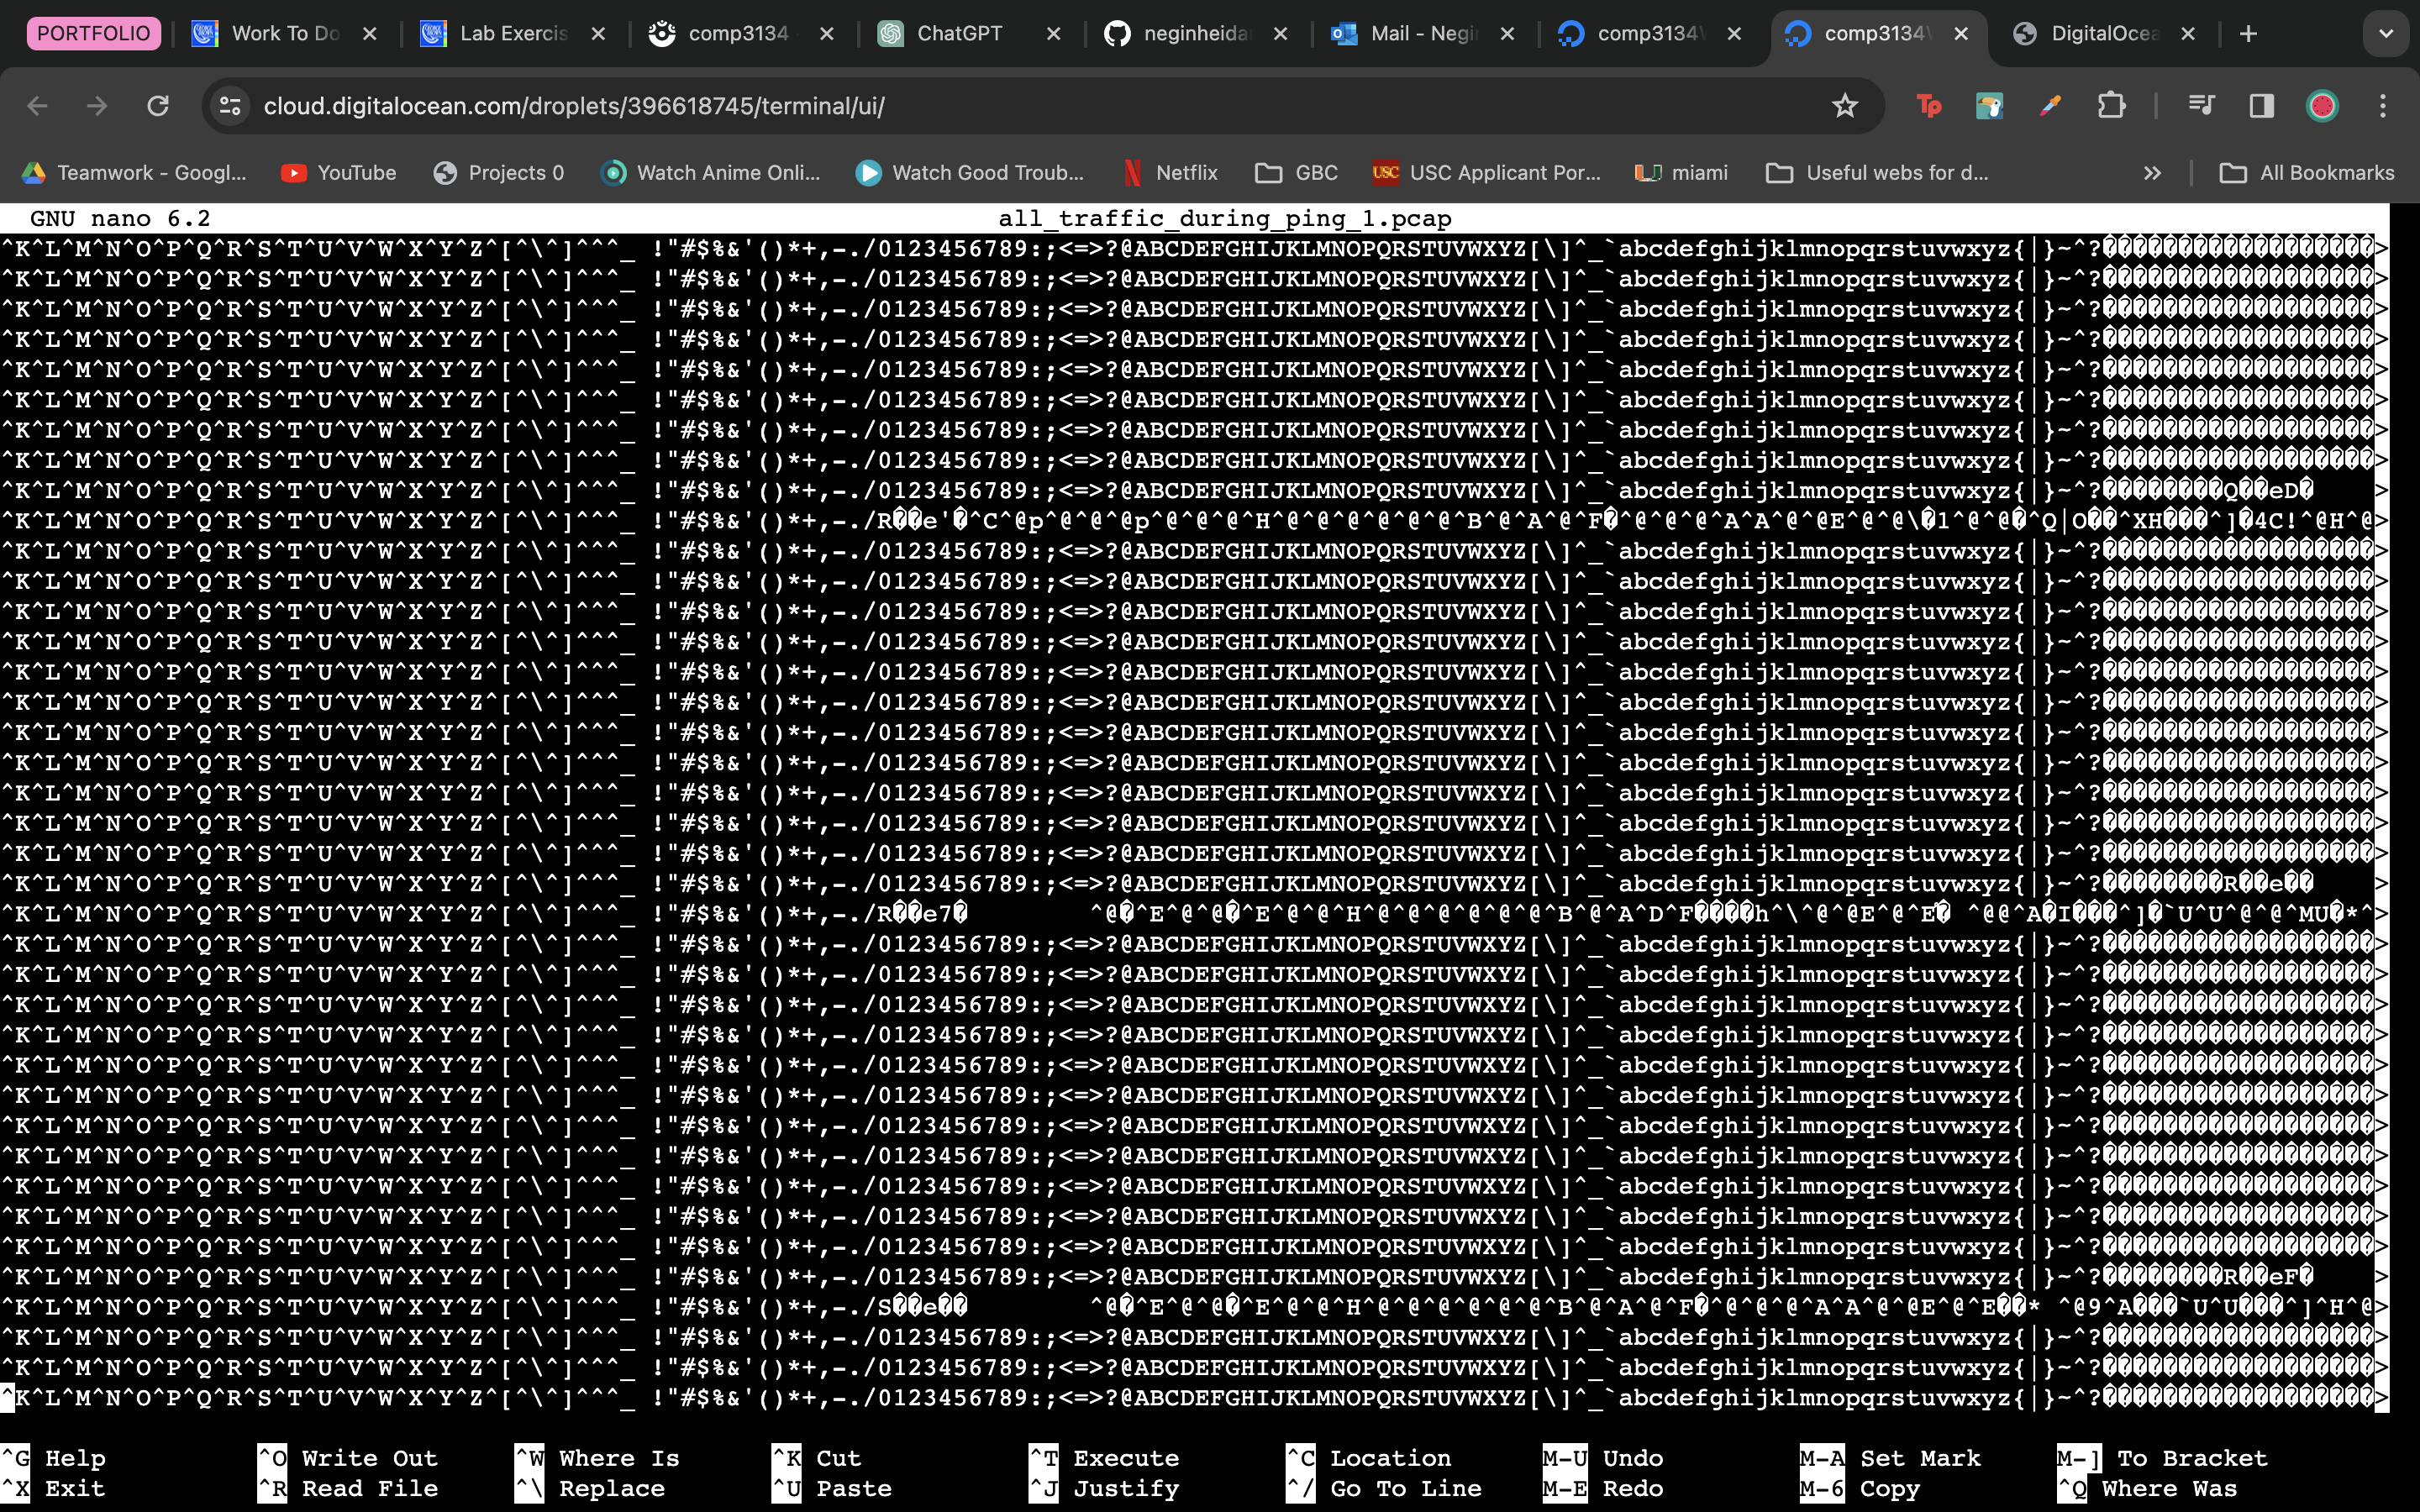 PORTFOLIO
Work To Do
Lab Exercis
comp3134
ChatGPT
neginheidar
Mail - Negin
comp3134
comp3134
DigitalOcea
cloud.digitalocean.com/droplets/396618745/terminal/ui/
Teamwork - Googl...
YouTube
Projects 0
Watch Anime Onli...
Watch Good Troub...
Netflix
GBC
USC Applicant Por...
miami
Useful webs for d...
All Bookmarks
GNU nano 6.2 all_traffic_during_ping_1.pcap
^K^L^M^N^O^P^Q^R^S^T^U^V^W^X^Y^Z^[^\^]^^^_ !"#$%&'()*+,-./0123456789:;<=>?@ABCDEFGHIJKLMNOPQRSTUVWXYZ[\]^_`abcdefghijklmnopqrstuvwxyz{|}~^?������������������>
^K^L^M^N^O^P^Q^R^S^T^U^V^W^X^Y^Z^[^\^]^^^_ !"#$%&'()*+,-./0123456789:;<=>?@ABCDEFGHIJKLMNOPQRSTUVWXYZ[\]^_`abcdefghijklmnopqrstuvwxyz{|}~^?������������������>
^K^L^M^N^O^P^Q^R^S^T^U^V^W^X^Y^Z^[^\^]^^^_ !"#$%&'()*+,-./0123456789:;<=>?@ABCDEFGHIJKLMNOPQRSTUVWXYZ[\]^_`abcdefghijklmnopqrstuvwxyz{|}~^?������������������>
^K^L^M^N^O^P^Q^R^S^T^U^V^W^X^Y^Z^[^\^]^^^_ !"#$%&'()*+,-./0123456789:;<=>?@ABCDEFGHIJKLMNOPQRSTUVWXYZ[\]^_`abcdefghijklmnopqrstuvwxyz{|}~^?������������������>
^K^L^M^N^O^P^Q^R^S^T^U^V^W^X^Y^Z^[^\^]^^^_ !"#$%&'()*+,-./0123456789:;<=>?@ABCDEFGHIJKLMNOPQRSTUVWXYZ[\]^_`abcdefghijklmnopqrstuvwxyz{|}~^?������������������>
^K^L^M^N^O^P^Q^R^S^T^U^V^W^X^Y^Z^[^\^]^^^_ !"#$%&'()*+,-./0123456789:;<=>?@ABCDEFGHIJKLMNOPQRSTUVWXYZ[\]^_`abcdefghijklmnopqrstuvwxyz{|}~^?������������������>
^K^L^M^N^O^P^Q^R^S^T^U^V^W^X^Y^Z^[^\^]^^^_ !"#$%&'()*+,-./0123456789:;<=>?@ABCDEFGHIJKLMNOPQRSTUVWXYZ[\]^_`abcdefghijklmnopqrstuvwxyz{|}~^?������������������>
^K^L^M^N^O^P^Q^R^S^T^U^V^W^X^Y^Z^[^\^]^^^_ !"#$%&'()*+,-./0123456789:;<=>?@ABCDEFGHIJKLMNOPQRSTUVWXYZ[\]^_`abcdefghijklmnopqrstuvwxyz{|}~^?������������������>
^K^L^M^N^O^P^Q^R^S^T^U^V^W^X^Y^Z^[^\^]^^^_ !"#$%&'()*+,-./0123456789:;<=>?@ABCDEFGHIJKLMNOPQRSTUVWXYZ[\]^_`abcdefghijklmnopqrstuvwxyz{|}~^?��������Q��eD�    >
^K^L^M^N^O^P^Q^R^S^T^U^V^W^X^Y^Z^[^\^]^^^_ !"#$%&'()*+,-./R��e'�^C^@p^@^@^@p^@^@^@^H^@^@^@^@^@^@^B^@^A^@^F�^@^@^@^A^A^@^@E^@^@\�1^@^@�^Q|O��^XH���^]�4C!^@H^@>
^K^L^M^N^O^P^Q^R^S^T^U^V^W^X^Y^Z^[^\^]^^^_ !"#$%&'()*+,-./0123456789:;<=>?@ABCDEFGHIJKLMNOPQRSTUVWXYZ[\]^_`abcdefghijklmnopqrstuvwxyz{|}~^?������������������>
^K^L^M^N^O^P^Q^R^S^T^U^V^W^X^Y^Z^[^\^]^^^_ !"#$%&'()*+,-./0123456789:;<=>?@ABCDEFGHIJKLMNOPQRSTUVWXYZ[\]^_`abcdefghijklmnopqrstuvwxyz{|}~^?������������������>
^K^L^M^N^O^P^Q^R^S^T^U^V^W^X^Y^Z^[^\^]^^^_ !"#$%&'()*+,-./0123456789:;<=>?@ABCDEFGHIJKLMNOPQRSTUVWXYZ[\]^_`abcdefghijklmnopqrstuvwxyz{|}~^?������������������>
^K^L^M^N^O^P^Q^R^S^T^U^V^W^X^Y^Z^[^\^]^^^_ !"#$%&'()*+,-./0123456789:;<=>?@ABCDEFGHIJKLMNOPQRSTUVWXYZ[\]^_`abcdefghijklmnopqrstuvwxyz{|}~^?������������������>
^K^L^M^N^O^P^Q^R^S^T^U^V^W^X^Y^Z^[^\^]^^^_ !"#$%&'()*+,-./0123456789:;<=>?@ABCDEFGHIJKLMNOPQRSTUVWXYZ[\]^_`abcdefghijklmnopqrstuvwxyz{|}~^?������������������>
^K^L^M^N^O^P^Q^R^S^T^U^V^W^X^Y^Z^[^\^]^^^_ !"#$%&'()*+,-./0123456789:;<=>?@ABCDEFGHIJKLMNOPQRSTUVWXYZ[\]^_`abcdefghijklmnopqrstuvwxyz{|}~^?������������������>
^K^L^M^N^O^P^Q^R^S^T^U^V^W^X^Y^Z^[^\^]^^^_ !"#$%&'()*+,-./0123456789:;<=>?@ABCDEFGHIJKLMNOPQRSTUVWXYZ[\]^_`abcdefghijklmnopqrstuvwxyz{|}~^?������������������>
^K^L^M^N^O^P^Q^R^S^T^U^V^W^X^Y^Z^[^\^]^^^_ !"#$%&'()*+,-./0123456789:;<=>?@ABCDEFGHIJKLMNOPQRSTUVWXYZ[\]^_`abcdefghijklmnopqrstuvwxyz{|}~^?������������������>
^K^L^M^N^O^P^Q^R^S^T^U^V^W^X^Y^Z^[^\^]^^^_ !"#$%&'()*+,-./0123456789:;<=>?@ABCDEFGHIJKLMNOPQRSTUVWXYZ[\]^_`abcdefghijklmnopqrstuvwxyz{|}~^?������������������>
^K^L^M^N^O^P^Q^R^S^T^U^V^W^X^Y^Z^[^\^]^^^_ !"#$%&'()*+,-./0123456789:;<=>?@ABCDEFGHIJKLMNOPQRSTUVWXYZ[\]^_`abcdefghijklmnopqrstuvwxyz{|}~^?������������������>
^K^L^M^N^O^P^Q^R^S^T^U^V^W^X^Y^Z^[^\^]^^^_ !"#$%&'()*+,-./0123456789:;<=>?@ABCDEFGHIJKLMNOPQRSTUVWXYZ[\]^_`abcdefghijklmnopqrstuvwxyz{|}~^?������������������>
^K^L^M^N^O^P^Q^R^S^T^U^V^W^X^Y^Z^[^\^]^^^_ !"#$%&'()*+,-./0123456789:;<=>?@ABCDEFGHIJKLMNOPQRSTUVWXYZ[\]^_`abcdefghijklmnopqrstuvwxyz{|}~^?��������R��e��    >
^K^L^M^N^O^P^Q^R^S^T^U^V^W^X^Y^Z^[^\^]^^^_ !"#$%&'()*+,-./R��e7�        ^@�^E^@^@�^E^@^@^H^@^@^@^@^@^@^B^@^A^D^F����h^\^@^@E^@^E� ^@@^A�I���^]�`U^U^@^@^MU�*^>
^K^L^M^N^O^P^Q^R^S^T^U^V^W^X^Y^Z^[^\^]^^^_ !"#$%&'()*+,-./0123456789:;<=>?@ABCDEFGHIJKLMNOPQRSTUVWXYZ[\]^_`abcdefghijklmnopqrstuvwxyz{|}~^?������������������>
^K^L^M^N^O^P^Q^R^S^T^U^V^W^X^Y^Z^[^\^]^^^_ !"#$%&'()*+,-./0123456789:;<=>?@ABCDEFGHIJKLMNOPQRSTUVWXYZ[\]^_`abcdefghijklmnopqrstuvwxyz{|}~^?������������������>
^K^L^M^N^O^P^Q^R^S^T^U^V^W^X^Y^Z^[^\^]^^^_ !"#$%&'()*+,-./0123456789:;<=>?@ABCDEFGHIJKLMNOPQRSTUVWXYZ[\]^_`abcdefghijklmnopqrstuvwxyz{|}~^?������������������>
^K^L^M^N^O^P^Q^R^S^T^U^V^W^X^Y^Z^[^\^]^^^_ !"#$%&'()*+,-./0123456789:;<=>?@ABCDEFGHIJKLMNOPQRSTUVWXYZ[\]^_`abcdefghijklmnopqrstuvwxyz{|}~^?������������������>
^K^L^M^N^O^P^Q^R^S^T^U^V^W^X^Y^Z^[^\^]^^^_ !"#$%&'()*+,-./0123456789:;<=>?@ABCDEFGHIJKLMNOPQRSTUVWXYZ[\]^_`abcdefghijklmnopqrstuvwxyz{|}~^?������������������>
^K^L^M^N^O^P^Q^R^S^T^U^V^W^X^Y^Z^[^\^]^^^_ !"#$%&'()*+,-./0123456789:;<=>?@ABCDEFGHIJKLMNOPQRSTUVWXYZ[\]^_`abcdefghijklmnopqrstuvwxyz{|}~^?������������������>
^K^L^M^N^O^P^Q^R^S^T^U^V^W^X^Y^Z^[^\^]^^^_ !"#$%&'()*+,-./0123456789:;<=>?@ABCDEFGHIJKLMNOPQRSTUVWXYZ[\]^_`abcdefghijklmnopqrstuvwxyz{|}~^?������������������>
^K^L^M^N^O^P^Q^R^S^T^U^V^W^X^Y^Z^[^\^]^^^_ !"#$%&'()*+,-./0123456789:;<=>?@ABCDEFGHIJKLMNOPQRSTUVWXYZ[\]^_`abcdefghijklmnopqrstuvwxyz{|}~^?������������������>
^K^L^M^N^O^P^Q^R^S^T^U^V^W^X^Y^Z^[^\^]^^^_ !"#$%&'()*+,-./0123456789:;<=>?@ABCDEFGHIJKLMNOPQRSTUVWXYZ[\]^_`abcdefghijklmnopqrstuvwxyz{|}~^?������������������>
^K^L^M^N^O^P^Q^R^S^T^U^V^W^X^Y^Z^[^\^]^^^_ !"#$%&'()*+,-./0123456789:;<=>?@ABCDEFGHIJKLMNOPQRSTUVWXYZ[\]^_`abcdefghijklmnopqrstuvwxyz{|}~^?������������������>
^K^L^M^N^O^P^Q^R^S^T^U^V^W^X^Y^Z^[^\^]^^^_ !"#$%&'()*+,-./0123456789:;<=>?@ABCDEFGHIJKLMNOPQRSTUVWXYZ[\]^_`abcdefghijklmnopqrstuvwxyz{|}~^?������������������>
^K^L^M^N^O^P^Q^R^S^T^U^V^W^X^Y^Z^[^\^]^^^_ !"#$%&'()*+,-./0123456789:;<=>?@ABCDEFGHIJKLMNOPQRSTUVWXYZ[\]^_`abcdefghijklmnopqrstuvwxyz{|}~^?��������R��eF�    >
^K^L^M^N^O^P^Q^R^S^T^U^V^W^X^Y^Z^[^\^]^^^_ !"#$%&'()*+,-./S��e��        ^@�^E^@^@�^E^@^@^H^@^@^@^@^@^@^B^@^A^@^F�^@^@^@^A^A^@^@E^@^E��* ^@9^A���`U^U���^]^H^@>
^K^L^M^N^O^P^Q^R^S^T^U^V^W^X^Y^Z^[^\^]^^^_ !"#$%&'()*+,-./0123456789:;<=>?@ABCDEFGHIJKLMNOPQRSTUVWXYZ[\]^_`abcdefghijklmnopqrstuvwxyz{|}~^?������������������>
^K^L^M^N^O^P^Q^R^S^T^U^V^W^X^Y^Z^[^\^]^^^_ !"#$%&'()*+,-./0123456789:;<=>?@ABCDEFGHIJKLMNOPQRSTUVWXYZ[\]^_`abcdefghijklmnopqrstuvwxyz{|}~^?������������������>
^K^L^M^N^O^P^Q^R^S^T^U^V^W^X^Y^Z^[^\^]^^^_ !"#$%&'()*+,-./0123456789:;<=>?@ABCDEFGHIJKLMNOPQRSTUVWXYZ[\]^_`abcdefghijklmnopqrstuvwxyz{|}~^?������������������>
^G Help ^O Write Out ^W Where Is ^K Cut ^T Execute ^C Location M-U Undo M-A Set Mark M-] To Bracket
^X Exit ^R Read File ^\ Replace ^U Paste ^J Justify ^/ Go To Line M-E Redo M-6 Copy ^Q Where Was